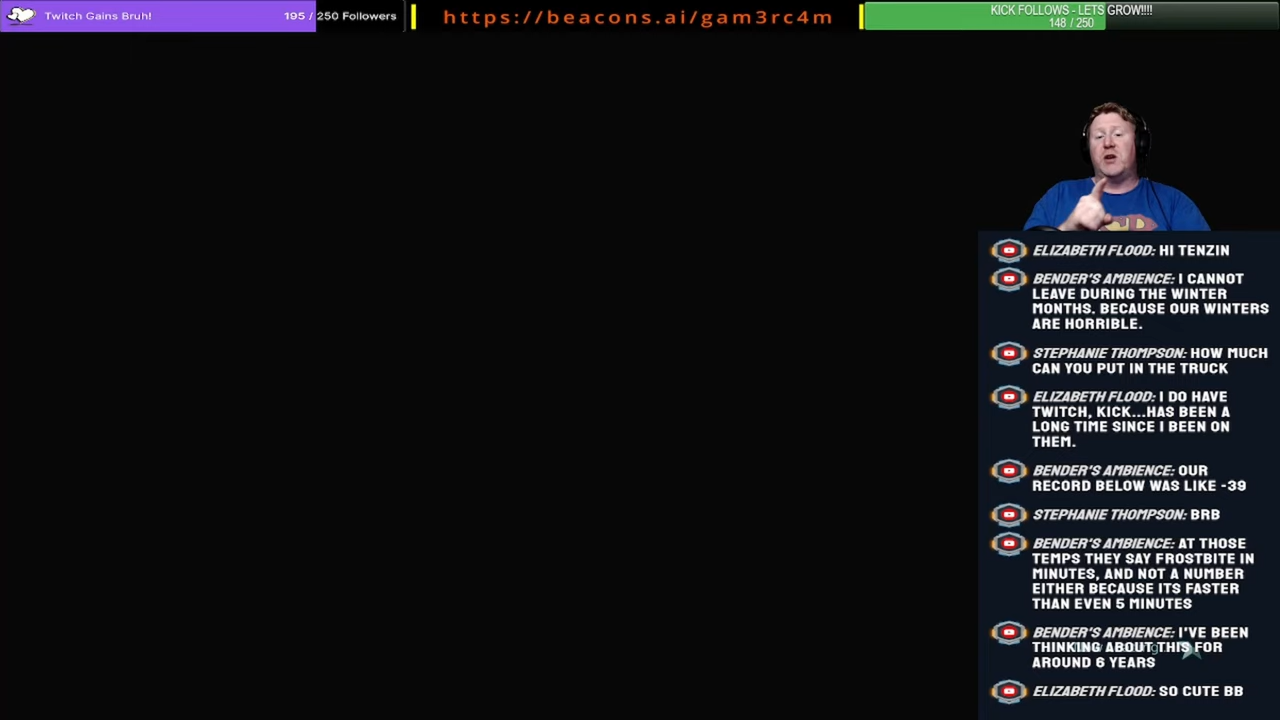 Twitch Gains Bruh!
195 / 250 Followers
https://beacons.ai/gam3rc4m
KICK FOLLOWS - LETS GROW!!!!
148 / 250
ELIZABETH FLOOD: HI TENZIN
BENDER'S AMBIENCE: I CANNOT
LEAVE DURING THE WINTER
MONTHS. BECAUSE OUR WINTERS
ARE HORRIBLE.
STEPHANIE THOMPSON: HOW MUCH
CAN YOU PUT IN THE TRUCK
ELIZABETH FLOOD: I DO HAVE
TWITCH, KICK...HAS BEEN A
LONG TIME SINCE I BEEN ON
THEM.
BENDER'S AMBIENCE: OUR
RECORD BELOW WAS LIKE -39
STEPHANIE THOMPSON: BRB
BENDER'S AMBIENCE: AT THOSE
TEMPS THEY SAY FROSTBITE IN
MINUTES, AND NOT A NUMBER
EITHER BECAUSE ITS FASTER
THAN EVEN 5 MINUTES
BENDER'S AMBIENCE: I'VE BEEN
THINKING ABOUT THIS FOR
AROUND 6 YEARS
ELIZABETH FLOOD: SO CUTE BB